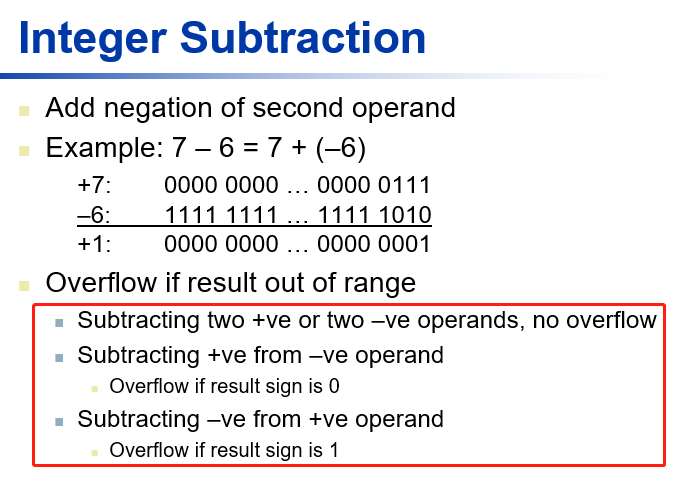 Integer Subtraction
Add negation of second operand
Example: 7 – 6 = 7 + (–6)
+7: 0000 0000 … 0000 0111
–6: 1111 1111 … 1111 1010
+1: 0000 0000 … 0000 0001
Overflow if result out of range
Subtracting two +ve or two –ve operands, no overflow
Subtracting +ve from –ve operand
Overflow if result sign is 0
Subtracting –ve from +ve operand
Overflow if result sign is 1